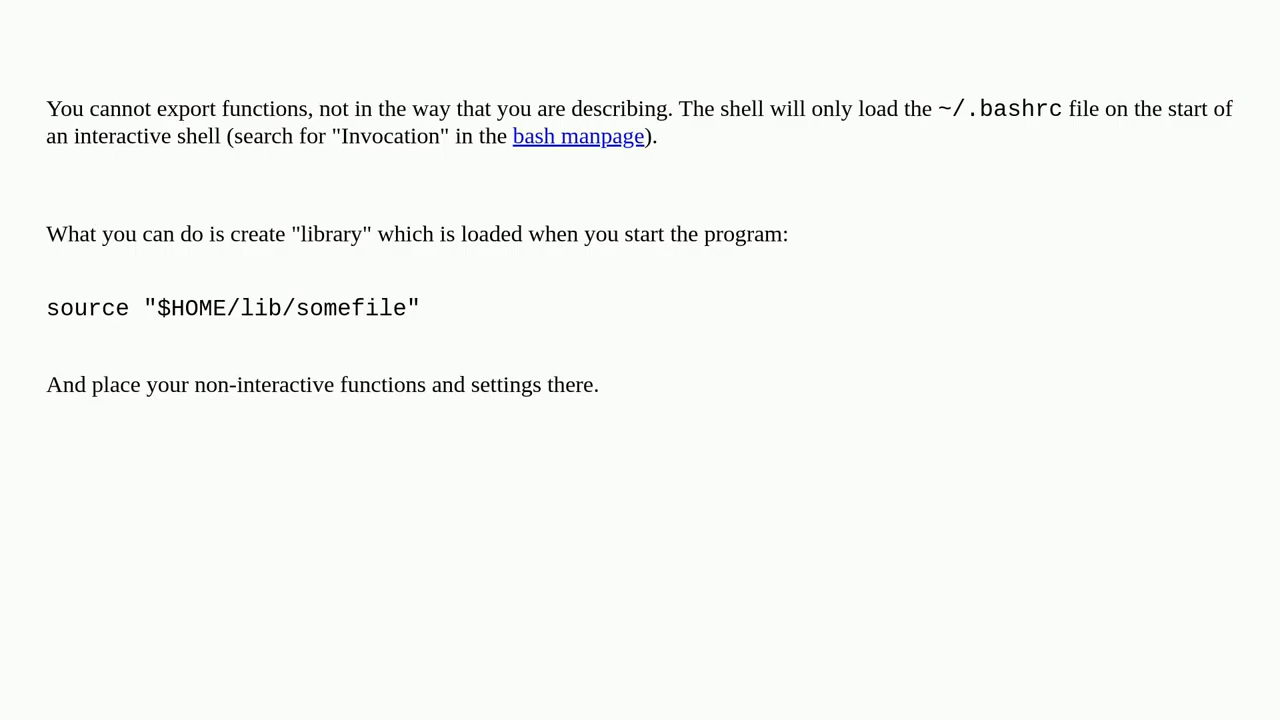 You cannot export functions, not in the way that you are describing. The shell will only load the ~/.bashrc file on the start of
an interactive shell (search for "Invocation" in the bash manpage).
What you can do is create "library" which is loaded when you start the program:
source "$HOME/lib/somefile"
And place your non-interactive functions and settings there.